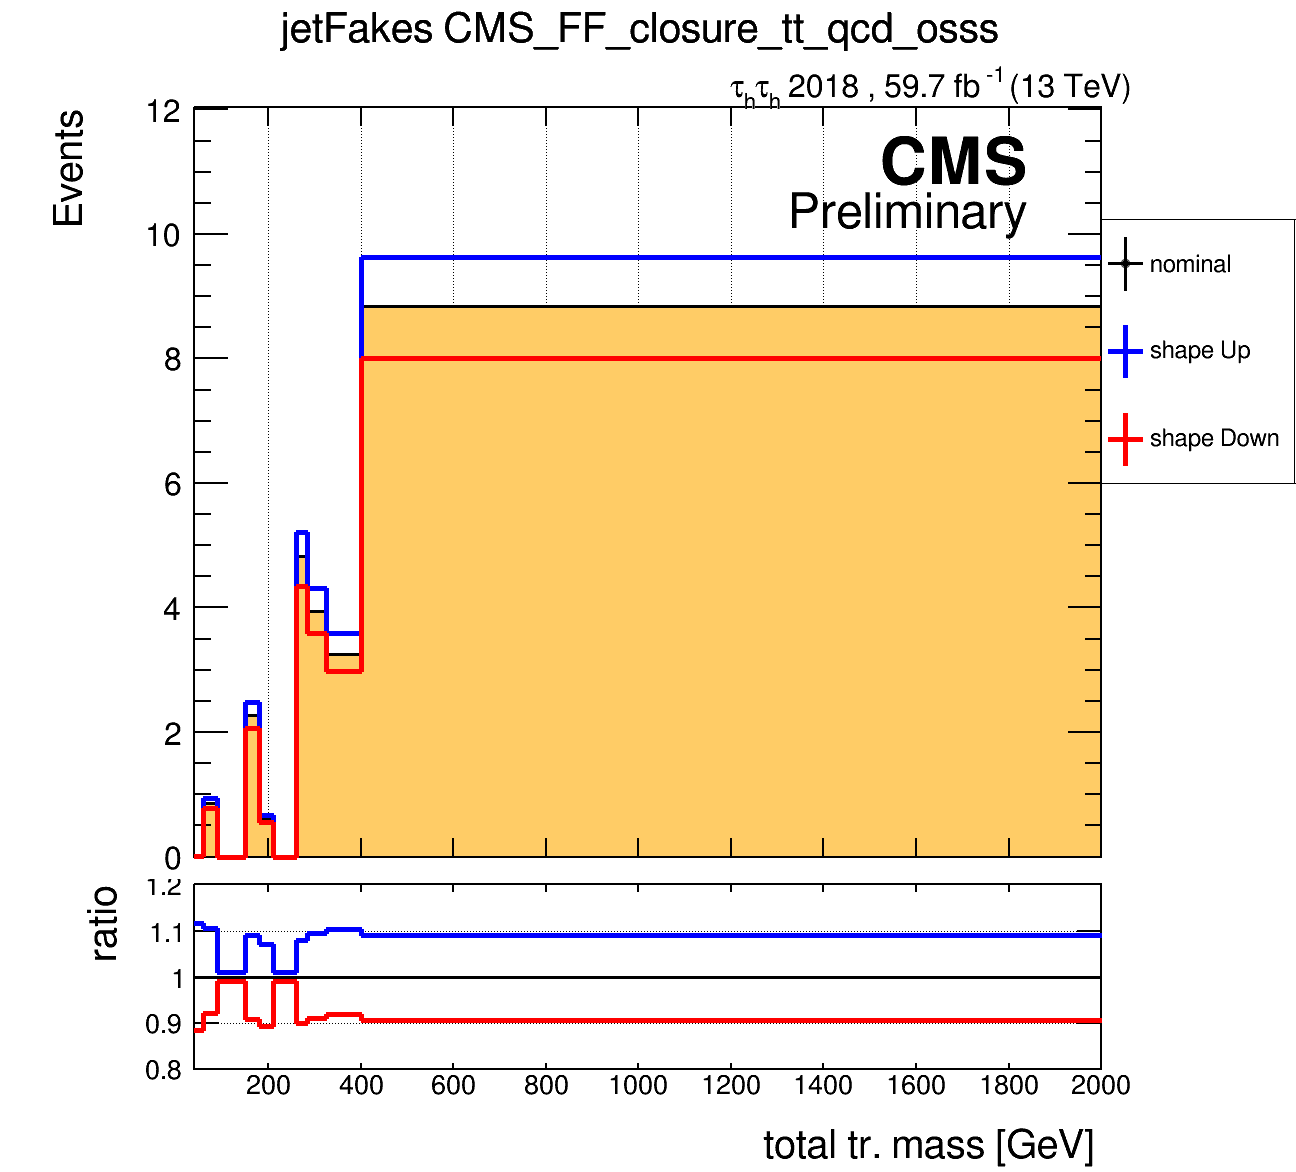 jetFakes CMS_FF_closure_tt_qcd_osss
τhτh 2018 , 59.7 fb-1 (13 TeV)
Events
12
10
8
6
4
2
0
CMS
Preliminary
nominal
shape Up
shape Down
ratio
1.2
1.1
1
0.9
0.8
200 400 600 800 1000 1200 1400 1600 1800 2000
total tr. mass [GeV]